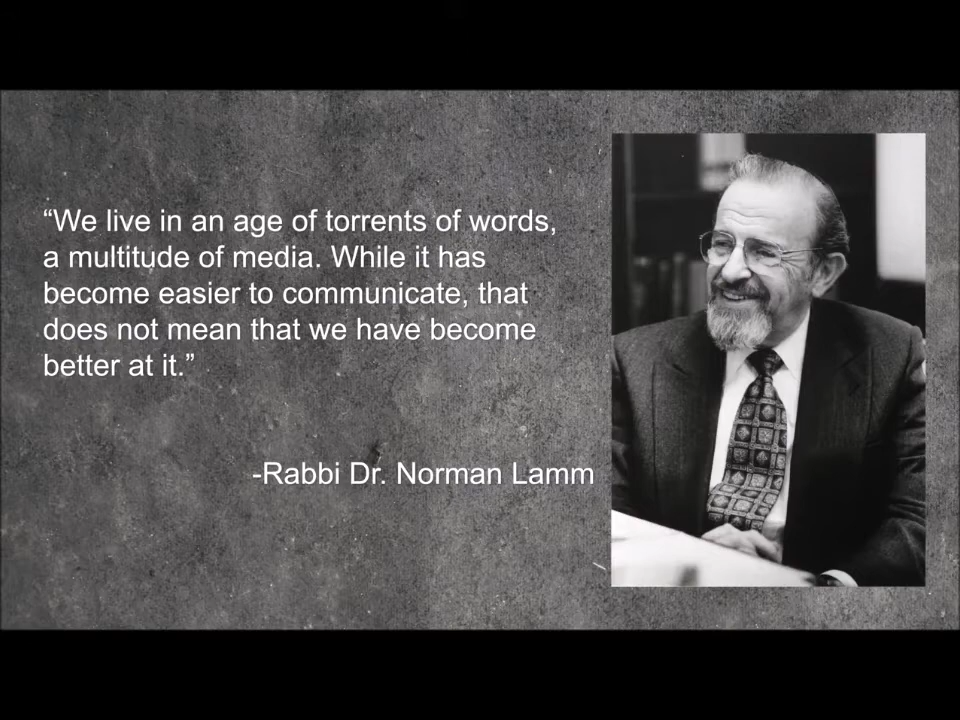 “We live in an age of torrents of words,
a multitude of media. While it has
become easier to communicate, that
does not mean that we have become
better at it.”
-Rabbi Dr. Norman Lamm